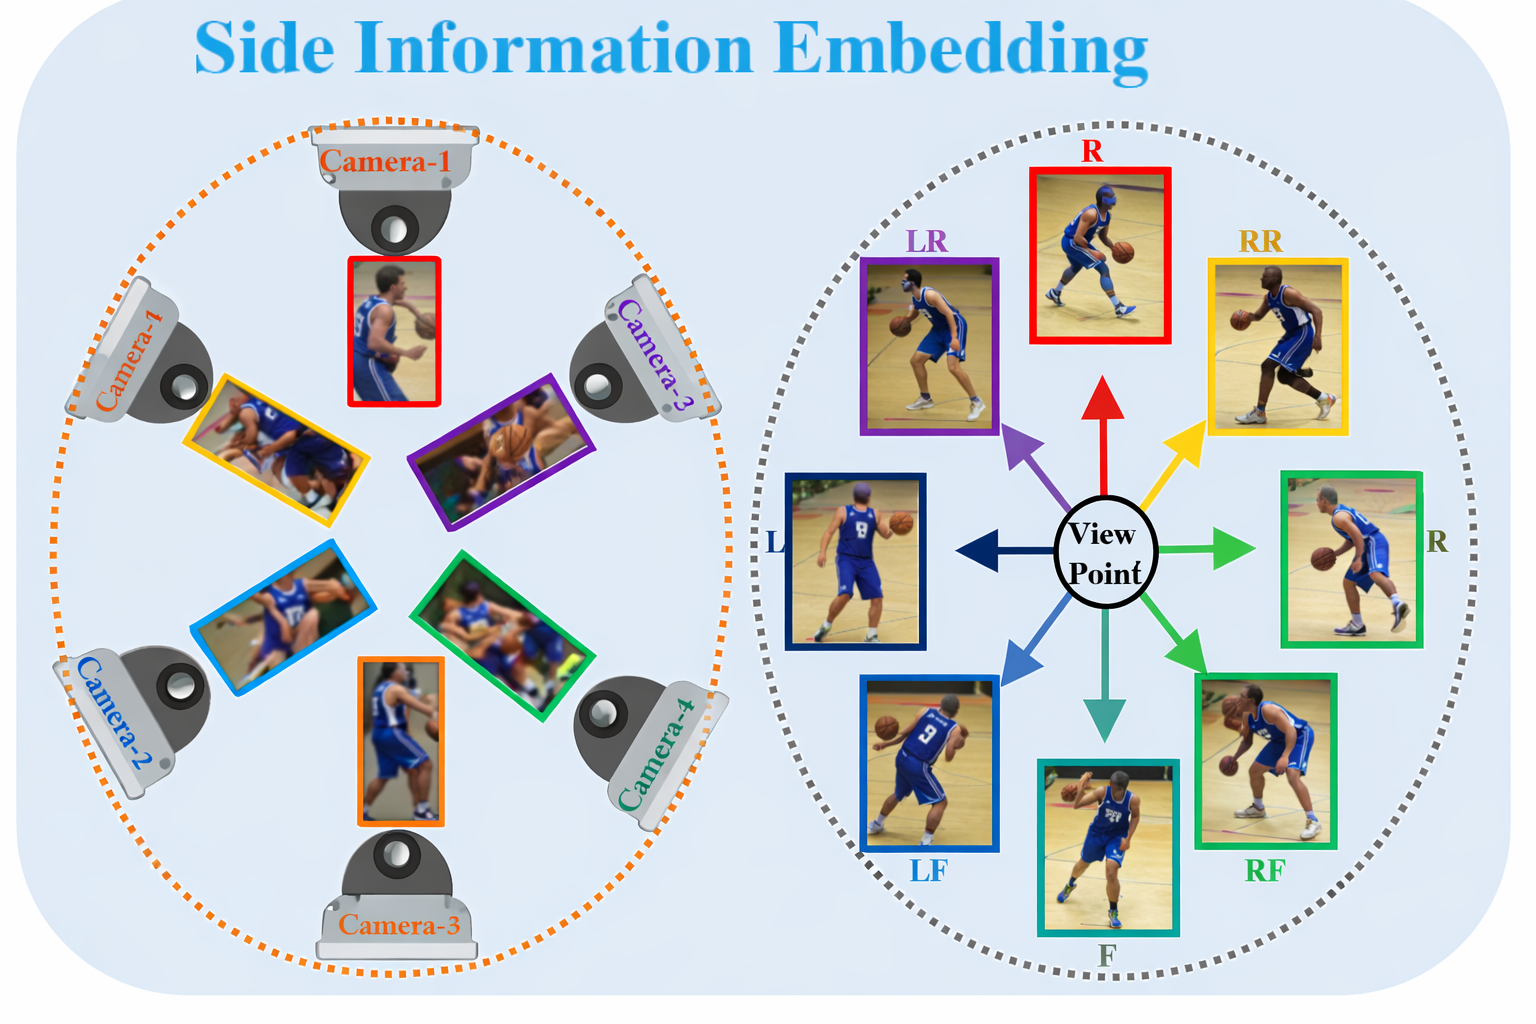 Side Information Embedding
Camera-1
Camera-1
Camera-3
Camera-2
Camera-4
Camera-3
R
LR
RR
L
View
Point
R
LF
RF
F
9